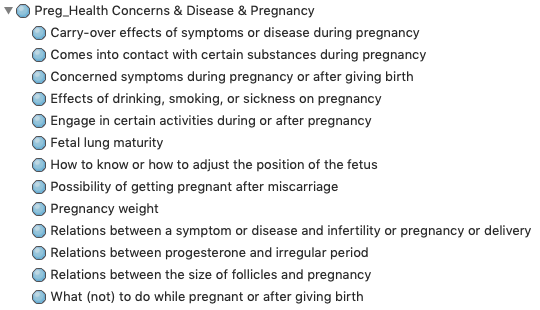 Preg_Health Concerns & Disease & Pregnancy
Carry-over effects of symptoms or disease during pregnancy
Comes into contact with certain substances during pregnancy
Concerned symptoms during pregnancy or after giving birth
Effects of drinking, smoking, or sickness on pregnancy
Engage in certain activities during or after pregnancy
Fetal lung maturity
How to know or how to adjust the position of the fetus
Possibility of getting pregnant after miscarriage
Pregnancy weight
Relations between a symptom or disease and infertility or pregnancy or delivery
Relations between progesterone and irregular period
Relations between the size of follicles and pregnancy
What (not) to do while pregnant or after giving birth